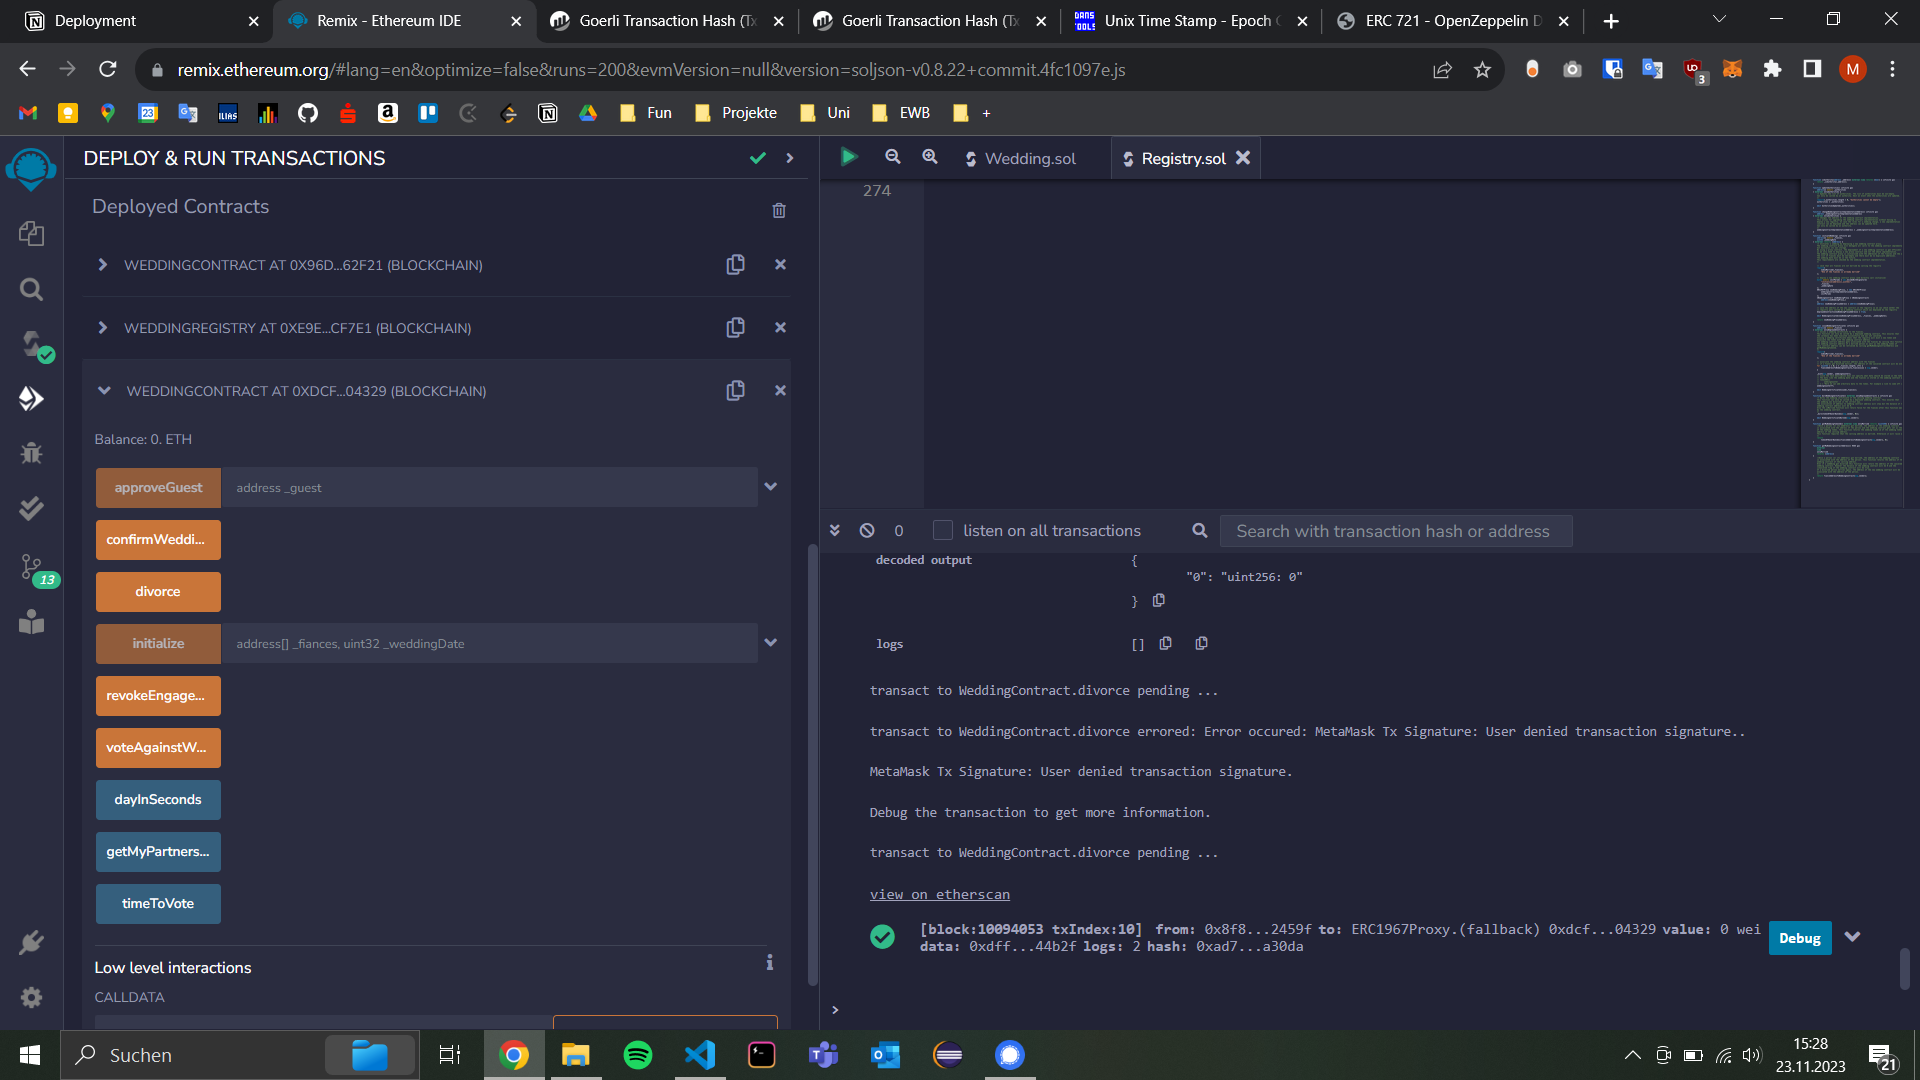 Deployment
Remix - Ethereum IDE
Goerli Transaction Hash (Tx
Goerli Transaction Hash (Tx
Unix Time Stamp - Epoch C
ERC 721 - OpenZeppelin D
remix.ethereum.org/#lang=en&optimize=false&runs=200&evmVersion=null&version=soljson-v0.8.22+commit.4fc1097e.js
3
M
23
ILIAS
Fun
Projekte
Uni
EWB
+
DEPLOY & RUN TRANSACTIONS
Wedding.sol
Registry.sol
274
Deployed Contracts
WEDDINGCONTRACT AT 0X96D...62F21 (BLOCKCHAIN)
WEDDINGREGISTRY AT 0XE9E...CF7E1 (BLOCKCHAIN)
WEDDINGCONTRACT AT 0XDCF...04329 (BLOCKCHAIN)
Balance: 0. ETH
approveGuest
address _guest
confirmWeddi...
divorce
initialize
address[] _fiances, uint32 _weddingDate
revokeEngage...
voteAgainstW...
dayInSeconds
getMyPartners...
timeToVote
Low level interactions
CALLDATA
13
0
listen on all transactions
Search with transaction hash or address
decoded output
{
"0": "uint256: 0"
}
logs
[]
transact to WeddingContract.divorce pending ...
transact to WeddingContract.divorce errored: Error occured: MetaMask Tx Signature: User denied transaction signature..
MetaMask Tx Signature: User denied transaction signature.
Debug the transaction to get more information.
transact to WeddingContract.divorce pending ...
view on etherscan
[block:10094053 txIndex:10] from: 0x8f8...2459f to: ERC1967Proxy.(fallback) 0xdcf...04329 value: 0 wei
data: 0xdff...44b2f logs: 2 hash: 0xad7...a30da
Debug
>
Suchen
15:28
23.11.2023
21